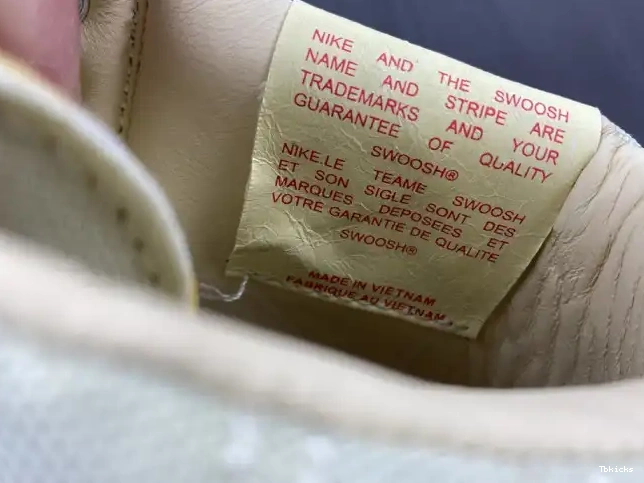 NIKE AND THE SWOOSH
NAME AND STRIPE ARE
TRADEMARKS AND YOUR
GUARANTEE OF QUALITY
SWOOSH®
NIKE.LE TEAME SWOOSH
ET SON SIGLE SONT DES
MARQUES DEPOSEES ET
VOTRE GARANTIE DE QUALITE
SWOOSH®
MADE IN VIETNAM
FABRIQUE AU VIETNAM
Tbkicks